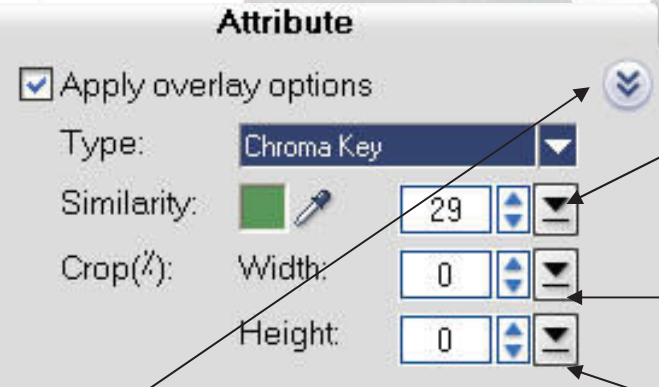 Attribute
Apply overlay options
Type: Chroma Key
Similarity: 29
Crop(%): Width: 0
Height: 0